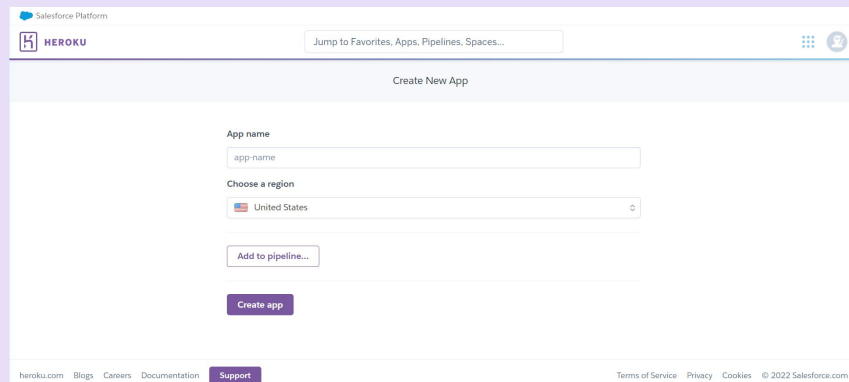 Salesforce Platform
HEROKU
Jump to Favorites, Apps, Pipelines, Spaces...
Create New App
App name
app-name
Choose a region
United States
Add to pipeline...
Create app
heroku.com Blogs Careers Documentation Support Terms of Service Privacy Cookies © 2022 Salesforce.com